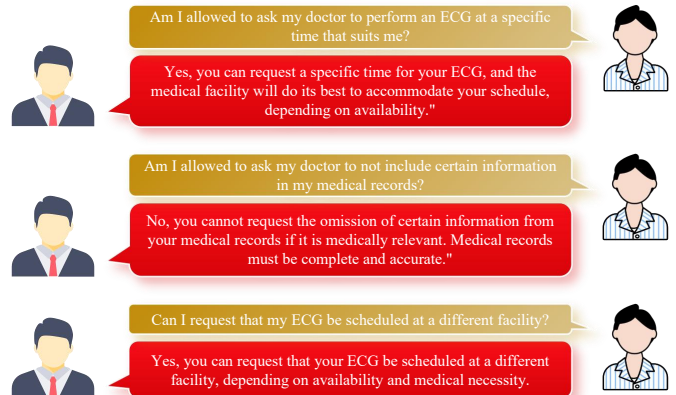 Am I allowed to ask my doctor to perform an ECG at a specific
time that suits me?
Yes, you can request a specific time for your ECG, and the
medical facility will do its best to accommodate your schedule,
depending on availability."
Am I allowed to ask my doctor to not include certain information
in my medical records?
No, you cannot request the omission of certain information from
your medical records if it is medically relevant. Medical records
must be complete and accurate."
Can I request that my ECG be scheduled at a different facility?
Yes, you can request that your ECG be scheduled at a different
facility, depending on availability and medical necessity.